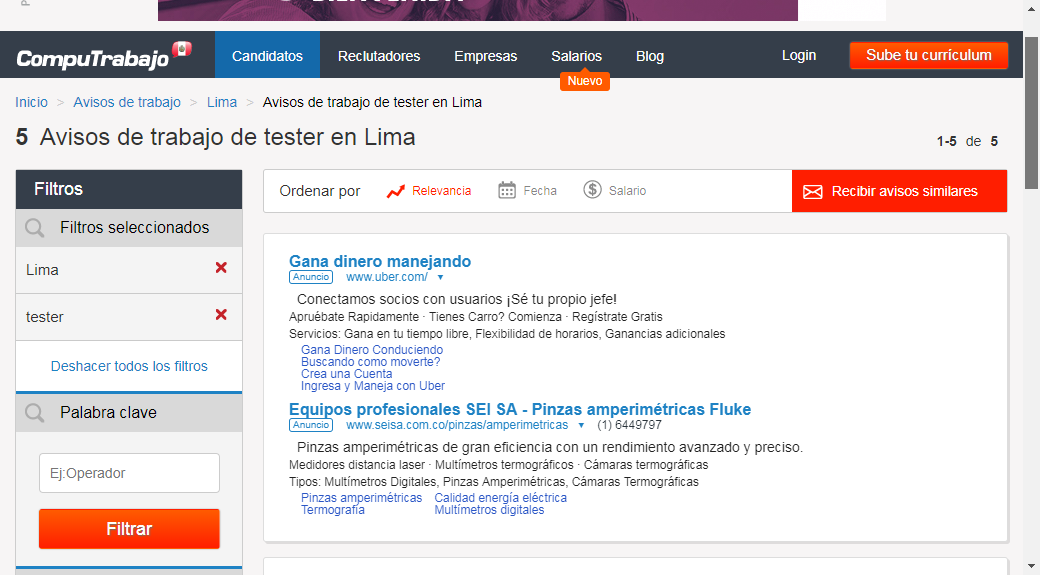 CompuTrabajo
Candidatos
Reclutadores
Empresas
Salarios
Nuevo
Blog
Login
Sube tu currículum
Inicio > Avisos de trabajo > Lima > Avisos de trabajo de tester en Lima
5 Avisos de trabajo de tester en Lima
1-5 de 5
Filtros
Filtros seleccionados
Lima
tester
Deshacer todos los filtros
Palabra clave
Ej:Operador
Filtrar
Ordenar por
Relevancia
Fecha
Salario
Recibir avisos similares
Gana dinero manejando
Anuncio www.uber.com/
Conectamos socios con usuarios ¡Sé tu propio jefe!
Apruébate Rapidamente · Tienes Carro? Comienza · Regístrate Gratis
Servicios: Gana en tu tiempo libre, Flexibilidad de horarios, Ganancias adicionales
Gana Dinero Conduciendo
Buscando como moverte?
Crea una Cuenta
Ingresa y Maneja con Uber
Equipos profesionales SEI SA - Pinzas amperimétricas Fluke
Anuncio www.seisa.com.co/pinzas/amperimetricas (1) 6449797
Pinzas amperimétricas de gran eficiencia con un rendimiento avanzado y preciso.
Medidores distancia laser · Multímetros termográficos · Cámaras termográficas
Tipos: Multímetros Digitales, Pinzas Amperimétricas, Cámaras Termográficas
Pinzas amperimétricas Calidad energía eléctrica
Termografía Multímetros digitales